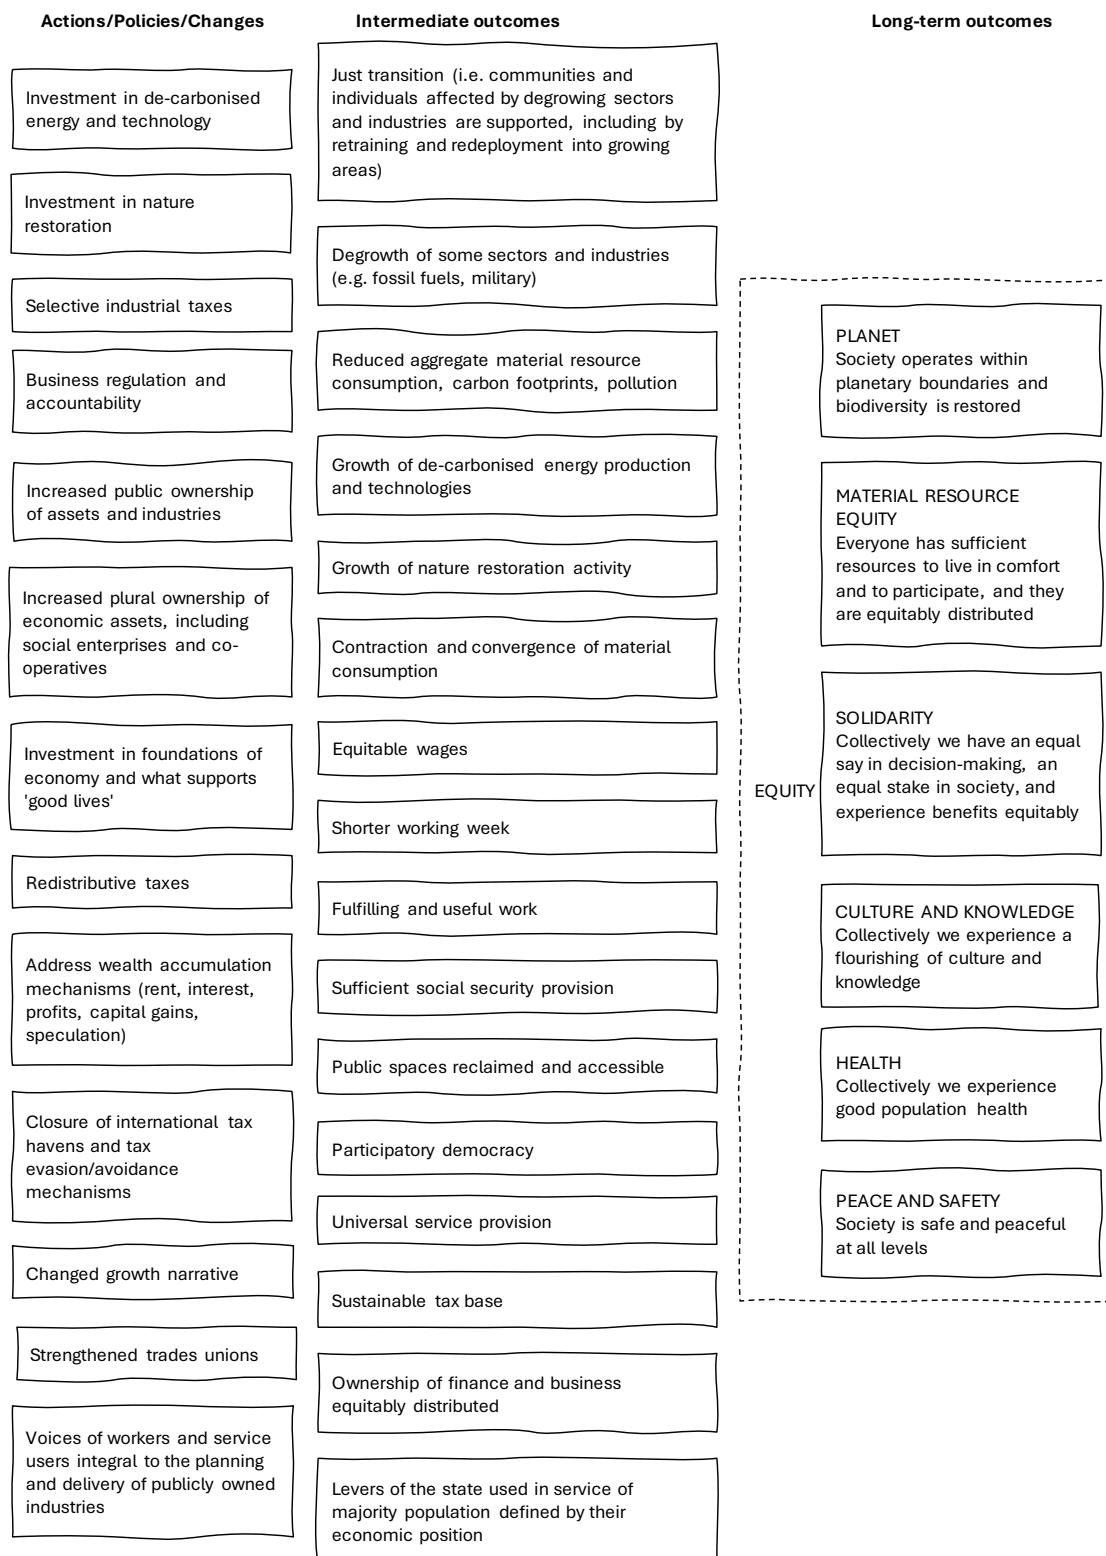 Actions/Policies/Changes
Investment in de-carbonised
energy and technology
Investment in nature
restoration
Selective industrial taxes
Business regulation and
accountability
Increased public ownership
of assets and industries
Increased plural ownership of
economic assets, including
social enterprises and co-
operatives
Investment in foundations of
economy and what supports
'good lives'
Redistributive taxes
Address wealth accumulation
mechanisms (rent, interest,
profits, capital gains,
speculation)
Closure of international tax
havens and tax
evasion/avoidance
mechanisms
Changed growth narrative
Strengthened trades unions
Voices of workers and service
users integral to the planning
and delivery of publicly owned
industries
Intermediate outcomes
Just transition (i.e. communities and
individuals affected by degrowing sectors
and industries are supported, including by
retraining and redeployment into growing
areas)
Degrowth of some sectors and industries
(e.g. fossil fuels, military)
Reduced aggregate material resource
consumption, carbon footprints, pollution
Growth of de-carbonised energy production
and technologies
Growth of nature restoration activity
Contraction and convergence of material
consumption
Equitable wages
Shorter working week
Fulfilling and useful work
Sufficient social security provision
Public spaces reclaimed and accessible
Participatory democracy
Universal service provision
Sustainable tax base
Ownership of finance and business
equitably distributed
Levers of the state used in service of
majority population defined by their
economic position
Long-term outcomes
EQUITY
PLANET
Society operates within
planetary boundaries and
biodiversity is restored
MATERIAL RESOURCE
EQUITY
Everyone has sufficient
resources to live in comfort
and to participate, and they
are equitably distributed
SOLIDARITY
Collectively we have an equal
say in decision-making, an
equal stake in society, and
experience benefits equitably
CULTURE AND KNOWLEDGE
Collectively we experience a
flourishing of culture and
knowledge
HEALTH
Collectively we experience
good population health
PEACE AND SAFETY
Society is safe and peaceful
at all levels